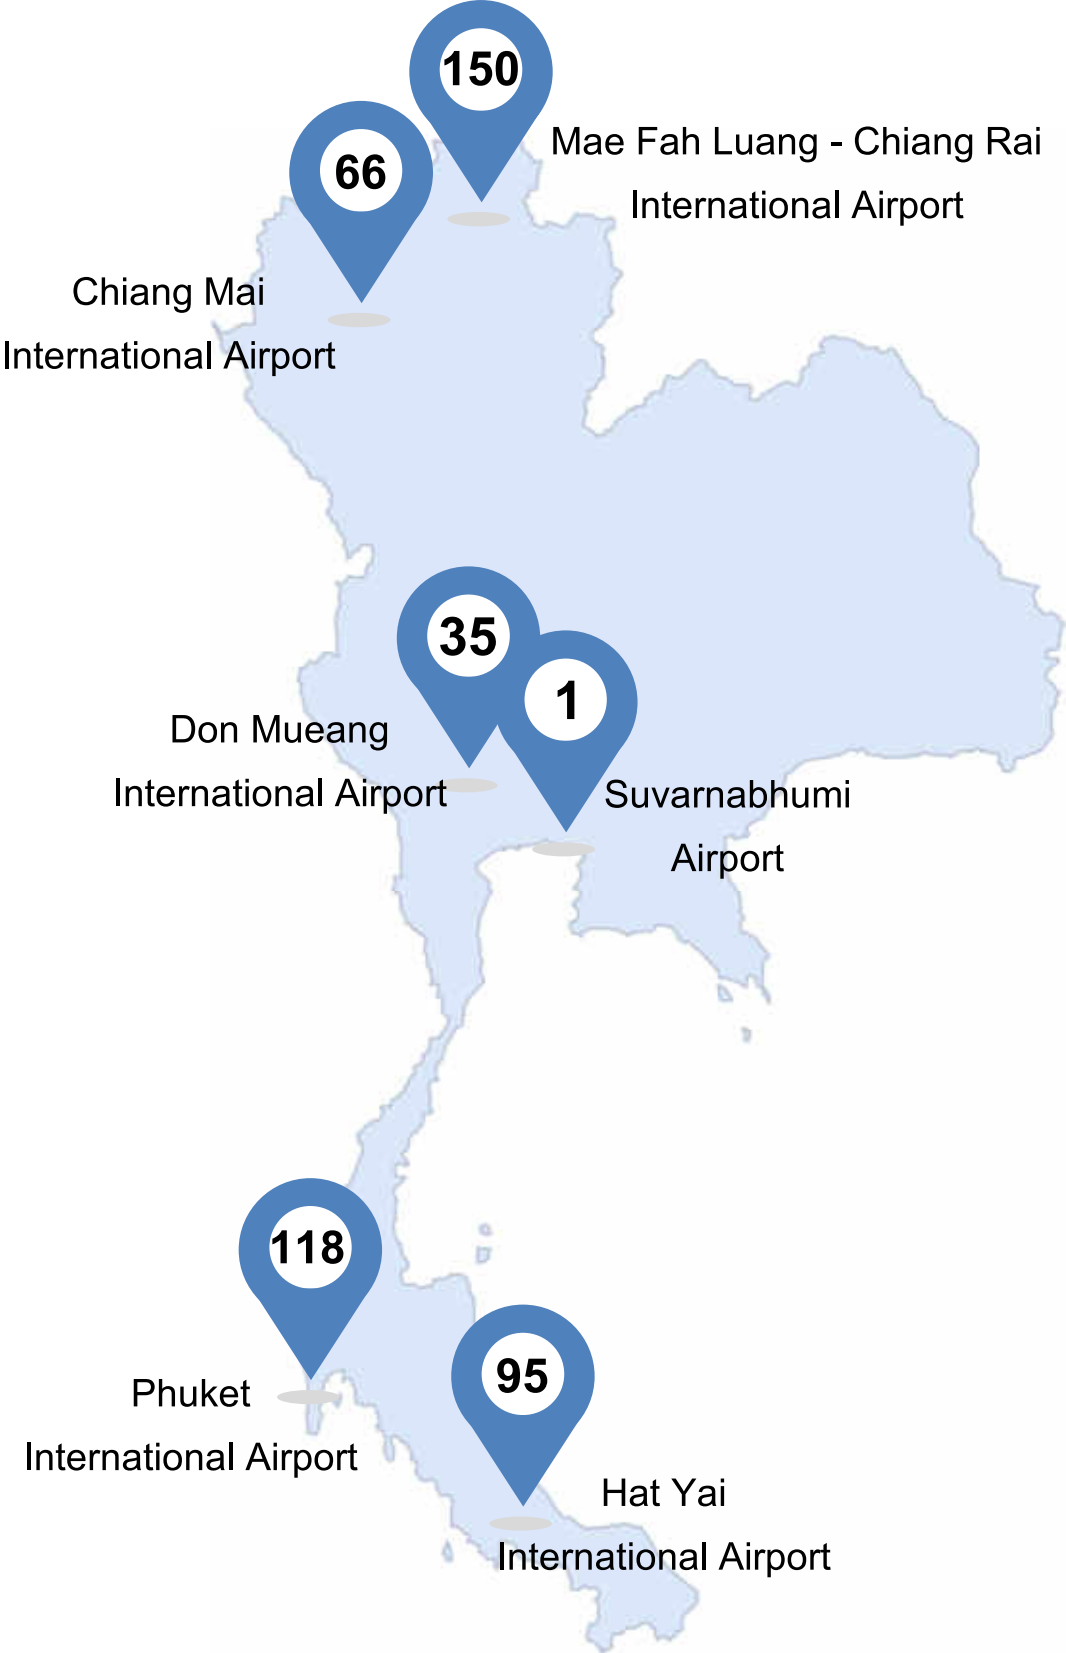 150
Mae Fah Luang - Chiang Rai
International Airport
66
Chiang Mai
International Airport
35
Don Mueang
International Airport
1
Suvarnabhumi
Airport
118
Phuket
International Airport
95
Hat Yai
International Airport